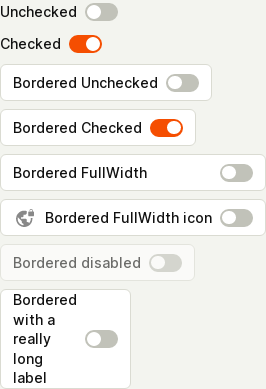 Unchecked
Checked
Bordered Unchecked
Bordered Checked
Bordered FullWidth
Bordered FullWidth icon
Bordered disabled
Bordered
with a
really
long
label